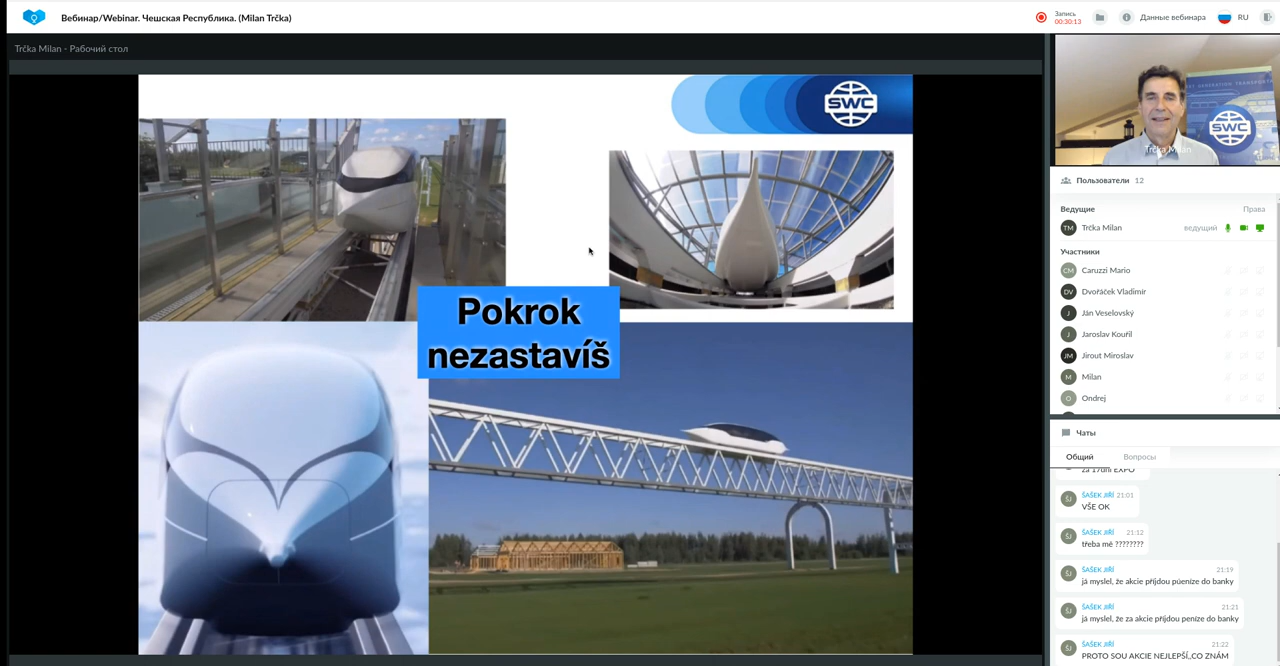 Вебинар/Webinar. Чешская Республика. (Milan Trčka)
Запись
00:30:13
Данные вебинара
RU
Trčka Milan - Рабочий стол
SWC
Pokrok
nezastavíš
SWC
Trčka Milan
Пользователи 12
Ведущие Права
TM Trčka Milan ведущий
Участники
CM Caruzzi Mario
DV Dvořáček Vladimír
J Ján Veselovský
J Jaroslav Kouřil
JM Jirout Miroslav
M Milan
O Ondrej
Чаты
Общий Вопросы
za 17dní EXPO
ŠJ ŠAŠEK JIŘÍ 21:01
VŠE OK
ŠJ ŠAŠEK JIŘÍ 21:12
třeba mě ????????
ŠJ ŠAŠEK JIŘÍ 21:19
já myslel, že akcie přijdou púeníze do banky
ŠJ ŠAŠEK JIŘÍ 21:21
já myslel, že za akcie příjdou peníze do banky
ŠJ ŠAŠEK JIŘÍ 21:22
PROTO SOU AKCIE NEJLEPŠÍ,,CO ZNÁM